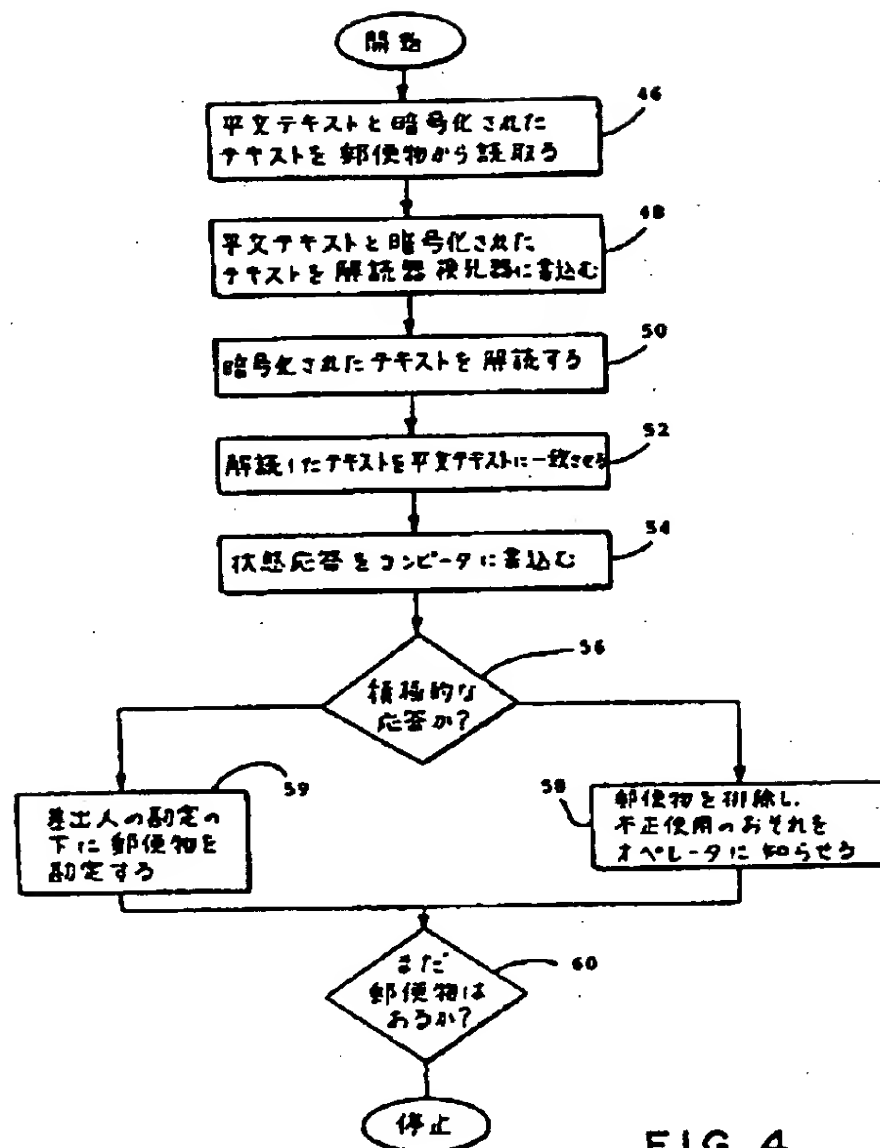 開始
平文テキストと暗号化された
テキストを郵便物から読取る
46
平文テキストと暗号化された
テキストを解読器 に書込む
48
暗号化されたテキストを解読する
50
解読したテキストを平文テキストに一致させる
52
状態応答をコンピータに書込む
54
積極的な
応答か?
56
差出人の勘定の
下に郵便物を
勘定する
59
郵便物を排除し
不正使用のおそれを
オペレータに知らせる
58
まだ
郵便物は
あるか?
60
停止
FIG. 4